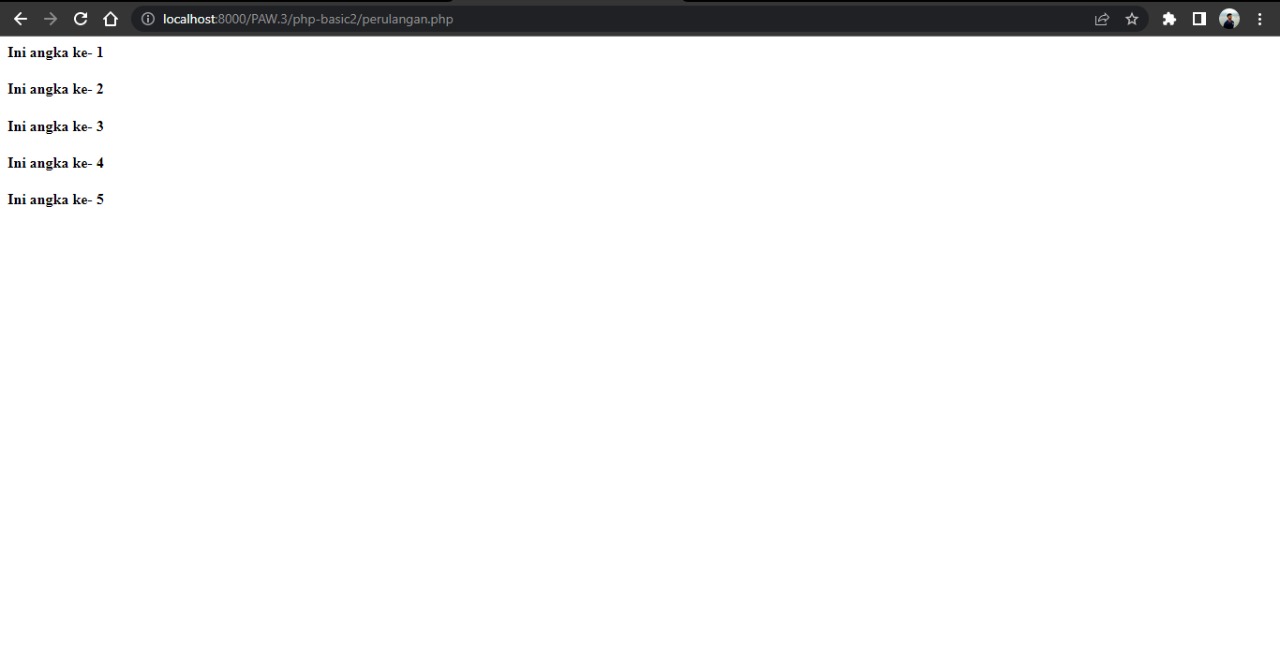 localhost:8000/PAW.3/php-basic2/perulangan.php
Ini angka ke- 1
Ini angka ke- 2
Ini angka ke- 3
Ini angka ke- 4
Ini angka ke- 5